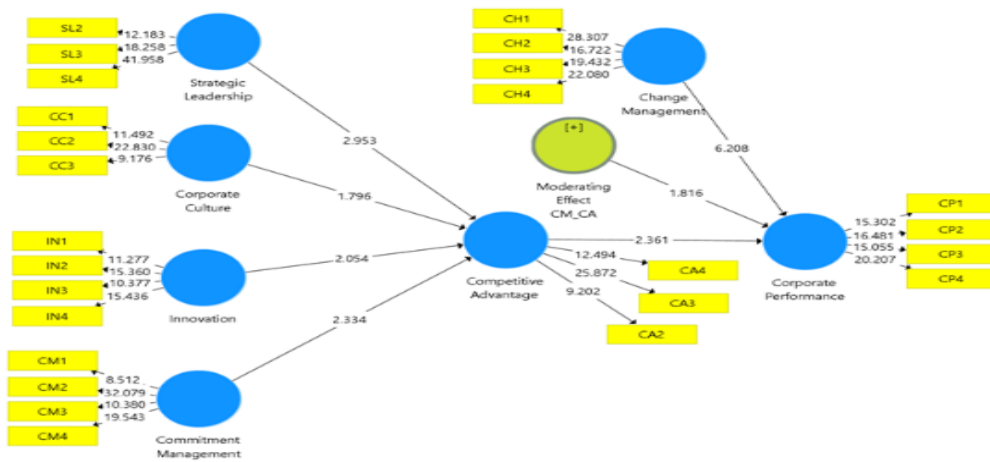 SL2
SL3
SL4
12.183
18.258
41.958
Strategic
Leadership
CC1
CC2
CC3
11.492
22.830
9.176
Corporate
Culture
IN1
IN2
IN3
IN4
11.277
15.360
10.377
15.436
Innovation
CM1
CM2
CM3
CM4
8.512
32.079
10.380
19.543
Commitment
Management
2.953
1.796
2.054
2.334
CH1
CH2
CH3
CH4
28.307
16.722
19.432
22.080
Change
Management
[+]
Moderating
Effect
CM_CA
6.208
1.816
Competitive
Advantage
2.361
12.494
25.872
9.202
CA4
CA3
CA2
Corporate
Performance
15.302
16.481
15.055
20.207
CP1
CP2
CP3
CP4